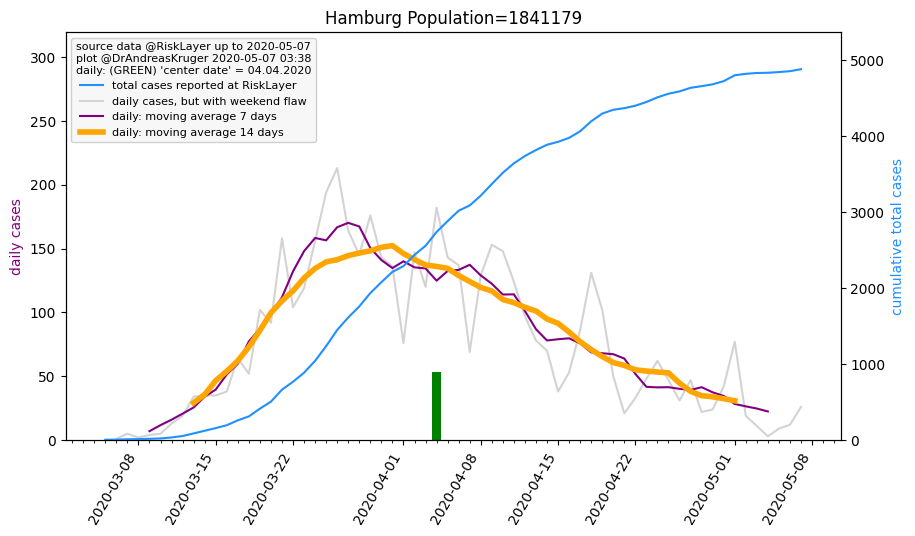 Hamburg Population=1841179
source data @RiskLayer up to 2020-05-07
plot @DrAndreasKruger 2020-05-07 03:38
daily: (GREEN) 'center date' = 04.04.2020
total cases reported at RiskLayer
daily cases, but with weekend flaw
daily: moving average 7 days
daily: moving average 14 days
daily cases
300
250
200
150
100
50
0
cumulative total cases
5000
4000
3000
2000
1000
0
2020-03-08
2020-03-15
2020-03-22
2020-04-01
2020-04-08
2020-04-15
2020-04-22
2020-05-01
2020-05-08